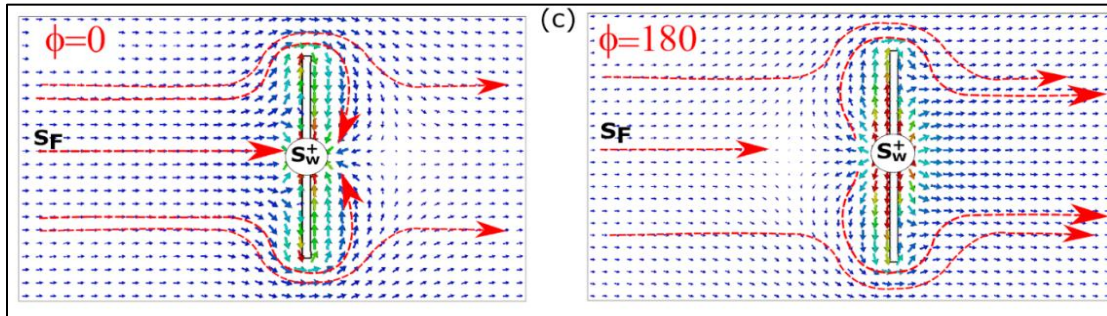 ϕ=0
S_F
S_w^+
(c)
ϕ=180
S_F
S_w^+